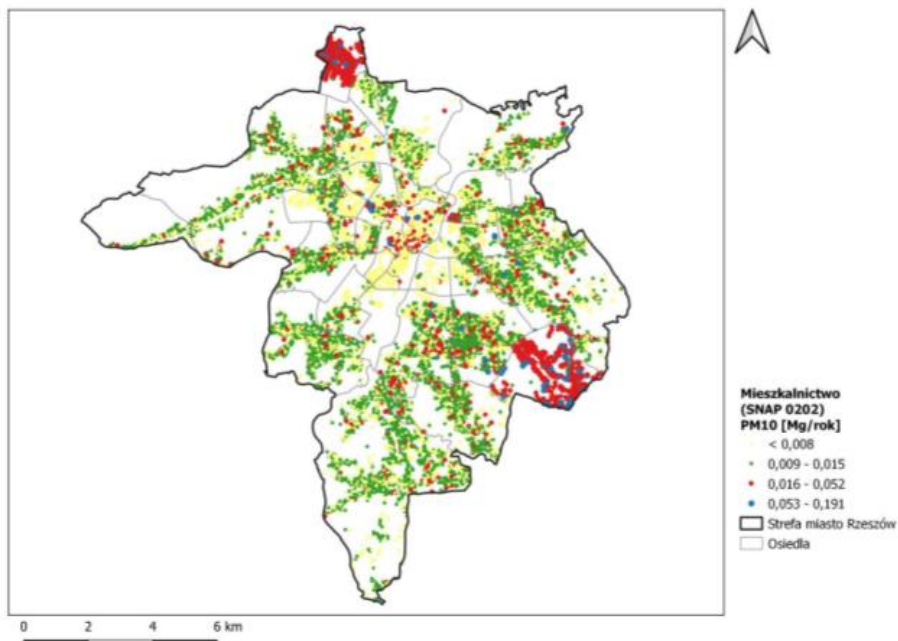 Mieszkalnictwo
(SNAP 0202)
PM10 [Mg/rok]
< 0,008
0,009 - 0,015
0,016 - 0,052
0,053 - 0,191
Strefa miasto Rzeszów
Osiedla
0 2 4 6 km